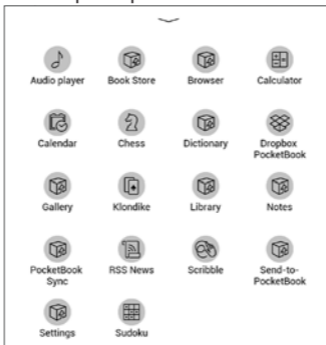 Audio player Book Store Browser Calculator
Calendar Chess Dictionary Dropbox
PocketBook
Gallery Klondike Library Notes
PocketBook RSS News Scribble Send-to-
Sync PocketBook
Settings Sudoku